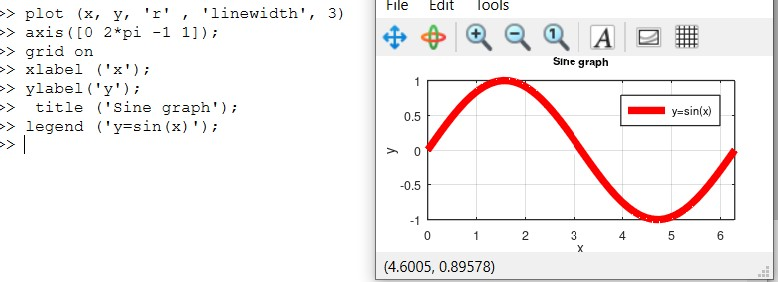 >> plot (x, y, 'r' , 'linewidth', 3)
>> axis([0 2*pi -1 1]);
>> grid on
>> xlabel ('x');
>> ylabel('y');
>>  title ('Sine graph');
>> legend ('y=sin(x)');
>>
File Edit Tools
A
Sine graph
y=sin(x)
1
0.5
0
-0.5
-1
y
0 1 2 3 4 5 6
x
(4.6005, 0.89578)